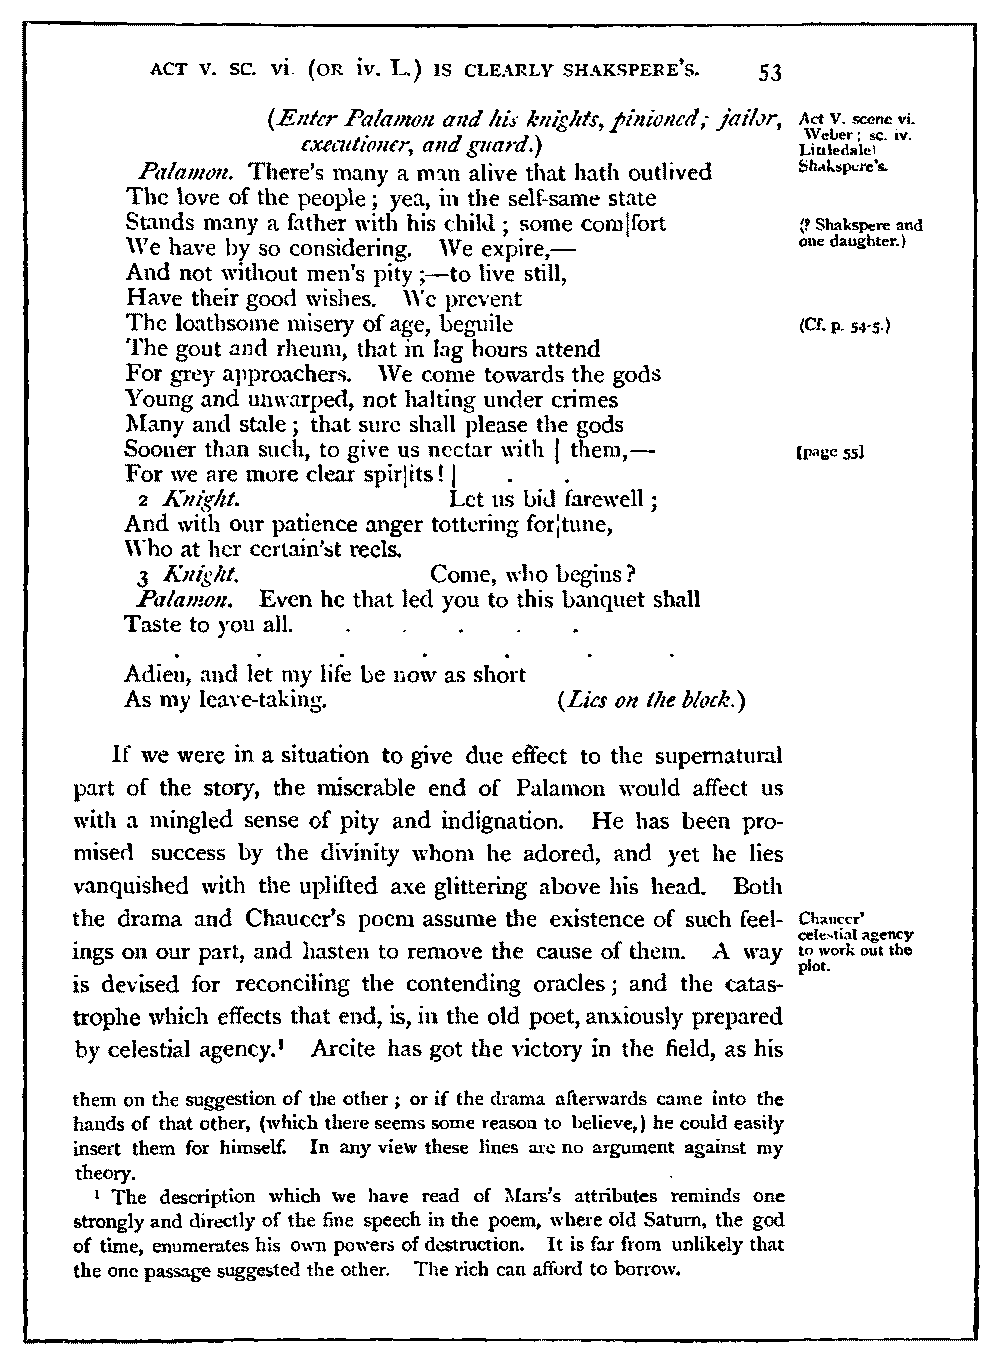 ACT V. SC. vi. (OR iv. L.) IS CLEARLY SHAKSPERE'S. 53
(Enter Palamon and his knights, pinioned; jailor,
executioner, and guard.)
Act V. scene vi.
Weber; sc. iv.
Littledale:
Shakspere's.
Palamon. There's many a man alive that hath outlived
The love of the people; yea, in the self-same state
Stands many a father with his child; some com|fort
(? Shakspere and
one daughter.)
We have by so considering. We expire,—
And not without men's pity;—to live still,
Have their good wishes. We prevent
The loathsome misery of age, beguile
(Cf. p. 54-5.)
The gout and rheum, that in lag hours attend
For grey approachers. We come towards the gods
Young and unwarped, not halting under crimes
Many and stale; that sure shall please the gods
Sooner than such, to give us nectar with | them,—
[page 55]
For we are more clear spir|its! | . .
2 Knight. Let us bid farewell;
And with our patience anger tottering for|tune,
Who at her certain'st reels.
3 Knight. Come, who begins?
Palamon. Even he that led you to this banquet shall
Taste to you all. . . . . .
. . . . . . .
Adieu, and let my life be now as short
As my leave-taking. (Lies on the block.)
If we were in a situation to give due effect to the supernatural
part of the story, the miserable end of Palamon would affect us
with a mingled sense of pity and indignation. He has been pro-
mised success by the divinity whom he adored, and yet he lies
vanquished with the uplifted axe glittering above his head. Both
the drama and Chaucer's poem assume the existence of such feel-
ings on our part, and hasten to remove the cause of them. A way
is devised for reconciling the contending oracles; and the catas-
trophe which effects that end, is, in the old poet, anxiously prepared
by celestial agency.¹ Arcite has got the victory in the field, as his
Chaucer'
celestial agency
to work out the
plot.
them on the suggestion of the other; or if the drama afterwards came into the
hands of that other, (which there seems some reason to believe,) he could easily
insert them for himself. In any view these lines are no argument against my
theory.
¹ The description which we have read of Mars's attributes reminds one
strongly and directly of the fine speech in the poem, where old Saturn, the god
of time, enumerates his own powers of destruction. It is far from unlikely that
the one passage suggested the other. The rich can afford to borrow.